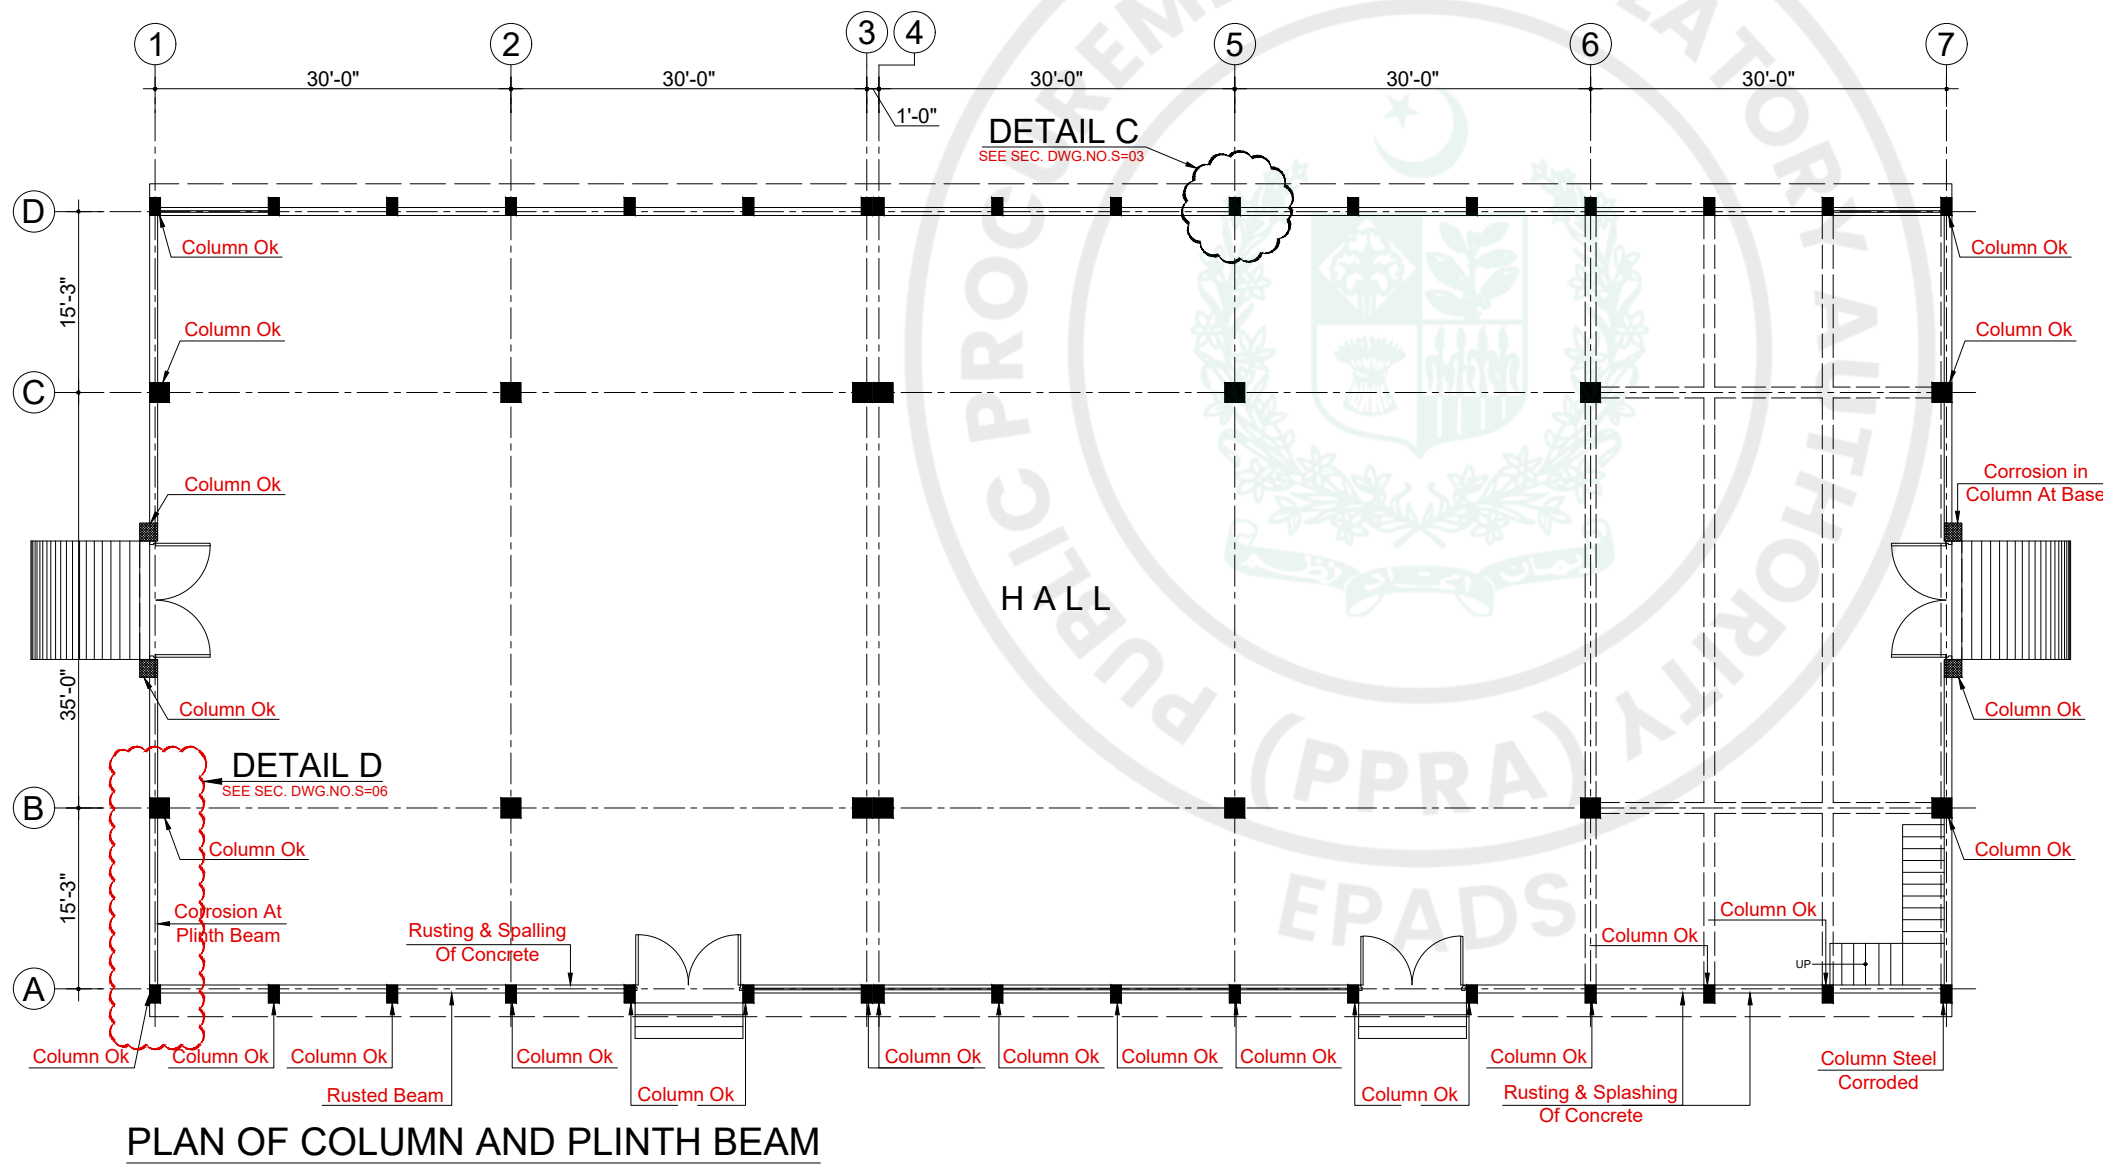 1 2 3 4 5 6 7
30'-0" 30'-0" 30'-0" 30'-0" 30'-0"
1'-0"
DETAIL C
SEE SEC. DWG.NO.S=03
D
Column Ok Column Ok
15'-3"
Column Ok Column Ok
C
Column Ok
Corrosion in
Column At Base
HALL
35'-0"
Column Ok Column Ok
DETAIL D
SEE SEC. DWG.NO.S=06
B
Column Ok Column Ok
15'-3"
Corrosion At
Plinth Beam
Rusting & Spalling
Of Concrete
Column Ok
Column Ok
UP
A
Column Ok Column Ok Column Ok Column Ok Column Ok Column Ok Column Ok Column Ok Column Ok
Column Steel
Corroded
Rusted Beam Column Ok Column Ok
Rusting & Splashing
Of Concrete
PLAN OF COLUMN AND PLINTH BEAM
PUBLIC PROCUREM LATORY AUTHORITY
(PPRA)
EPADS